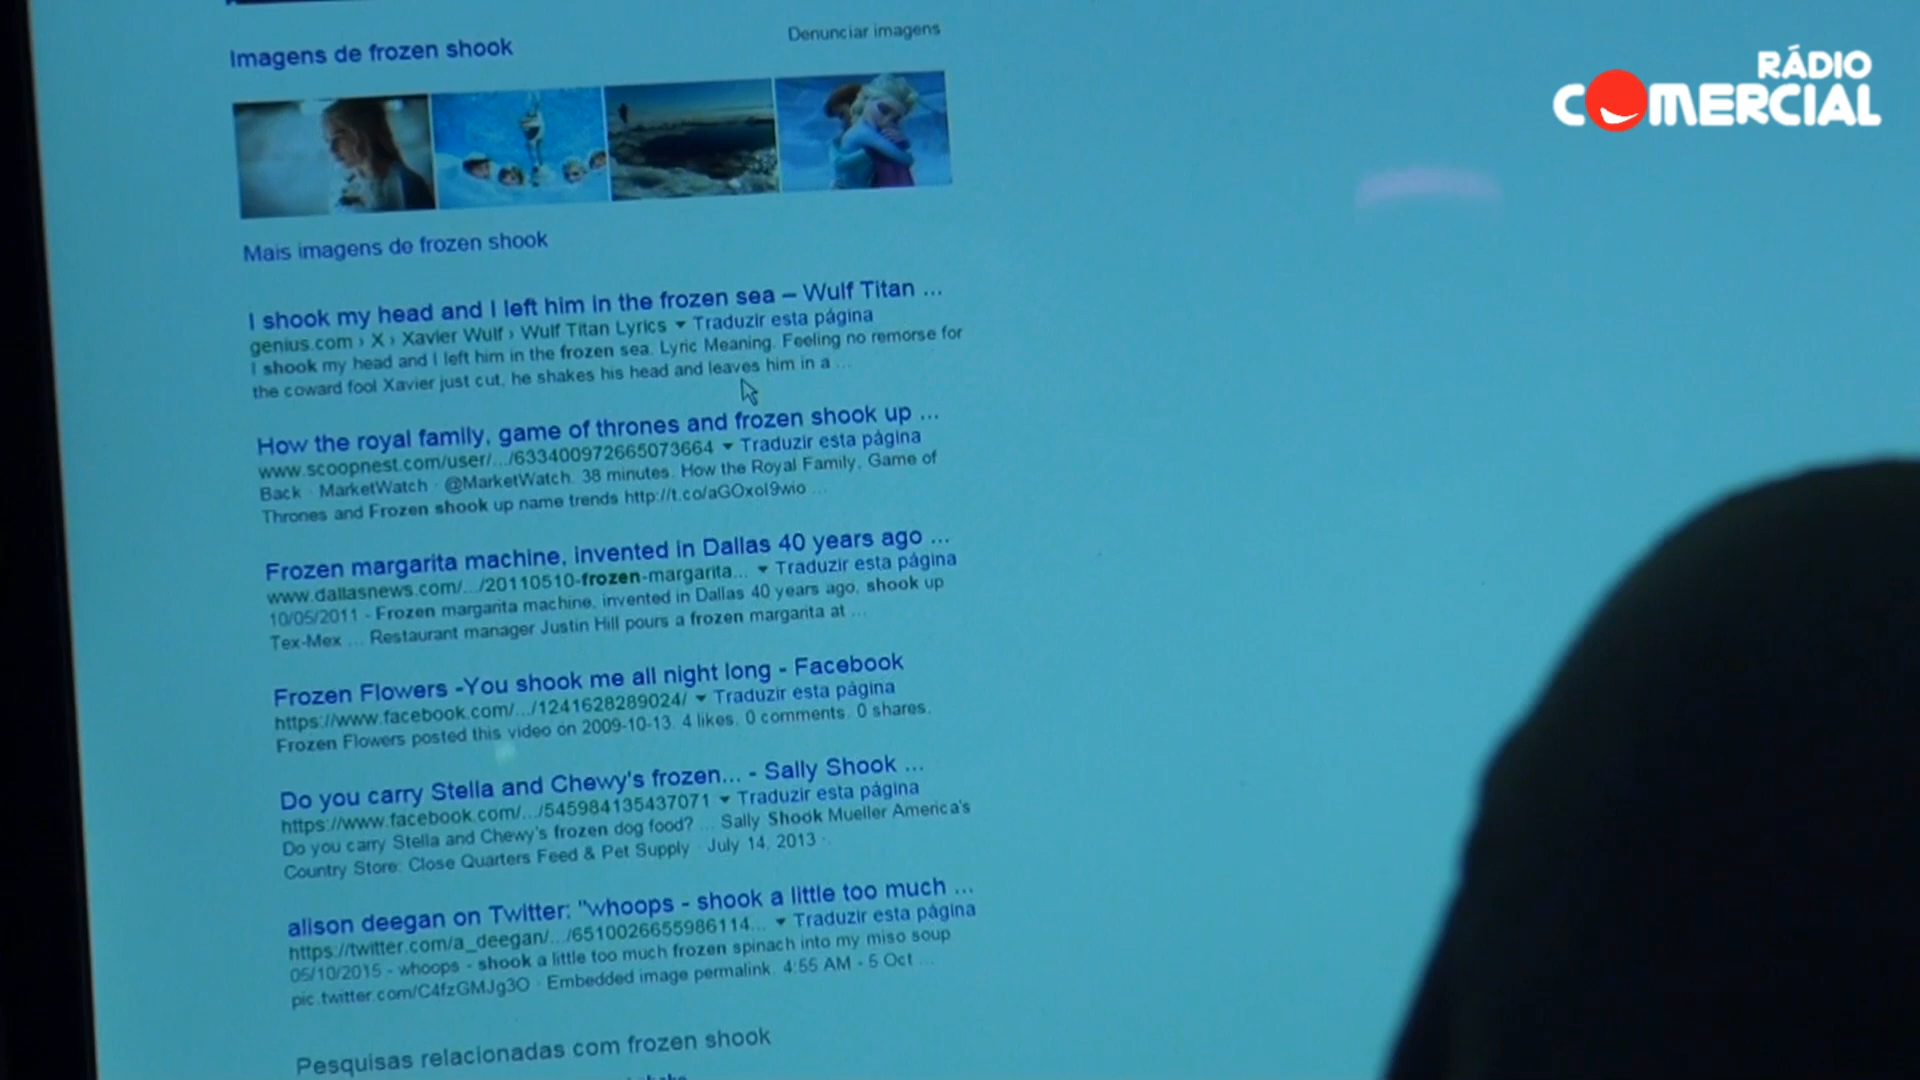 Imagens de frozen shook
Denunciar imagens
RÁDIO
COMERCIAL
Mais imagens de frozen shook
I shook my head and I left him in the frozen sea – Wulf Titan ...
genius.com › X › Xavier Wulf › Wulf Titan Lyrics ▾ Traduzir esta página
I shook my head and I left him in the frozen sea. Lyric Meaning. Feeling no remorse for
the coward fool Xavier just cut, he shakes his head and leaves him in a ...
How the royal family, game of thrones and frozen shook up ...
www.scoopnest.com/user/.../633400972665073664 ▾ Traduzir esta página
Back · MarketWatch · @MarketWatch. 38 minutes. How the Royal Family, Game of
Thrones and Frozen shook up name trends http://t.co/aGOxol9wio ...
Frozen margarita machine, invented in Dallas 40 years ago ...
www.dallasnews.com/.../20110510-frozen-margarita... ▾ Traduzir esta página
10/05/2011 - Frozen margarita machine, invented in Dallas 40 years ago, shook up
Tex-Mex ... Restaurant manager Justin Hill pours a frozen margarita at ...
Frozen Flowers -You shook me all night long - Facebook
https://www.facebook.com/.../1241628289024/ ▾ Traduzir esta página
Frozen Flowers posted this video on 2009-10-13. 4 likes. 0 comments. 0 shares.
Do you carry Stella and Chewy's frozen... - Sally Shook ...
https://www.facebook.com/.../545984135437071 ▾ Traduzir esta página
Do you carry Stella and Chewy's frozen dog food? ... Sally Shook Mueller America's
Country Store: Close Quarters Feed & Pet Supply · July 14, 2013 ·
alison deegan on Twitter: "whoops - shook a little too much ...
https://twitter.com/a_deegan/.../6510026655986114... ▾ Traduzir esta página
05/10/2015 - whoops - shook a little too much frozen spinach into my miso soup
pic.twitter.com/C4fzGMJg3O · Embedded image permalink. 4:55 AM - 5 Oct ...
Pesquisas relacionadas com frozen shook